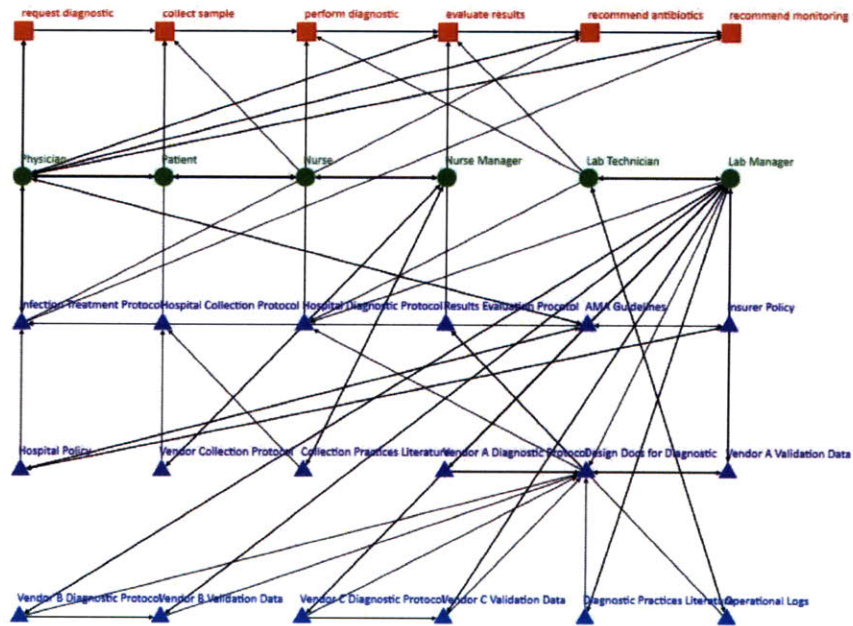 request diagnostic
collect sample
perform diagnostic
evaluate results
recommend antibiotics
recommend monitoring
Physician
Patient
Nurse
Nurse Manager
Lab Technician
Lab Manager
Infection Treatment Protocol
Hospital Collection Protocol
Hospital Diagnostic Protocol
Results Evaluation Procotol
AMA Guidelines
Insurer Policy
Hospital Policy
Vendor Collection Protocol
Collection Practices Literature
Vendor A Diagnostic Protocol
Design Docs for Diagnostic
Vendor A Validation Data
Vendor B Diagnostic Protocol
Vendor B Validation Data
Vendor C Diagnostic Protocol
Vendor C Validation Data
Diagnostic Practices Literature
Operational Logs